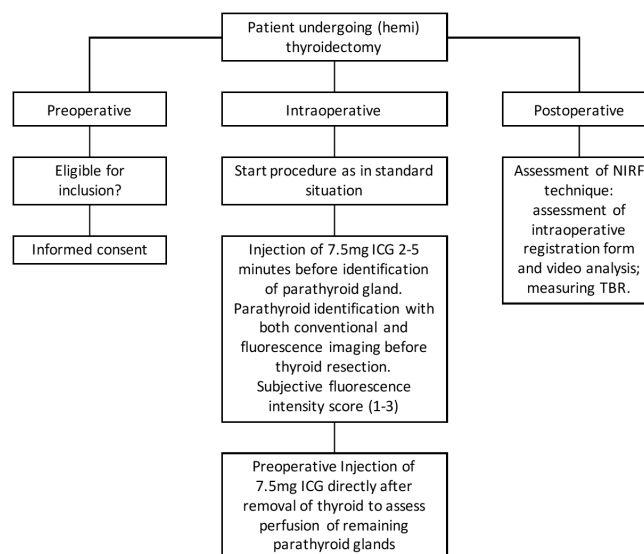 Patient undergoing (hemi)
thyroidectomy
Preoperative
Intraoperative
Postoperative
Eligible for
inclusion?
Informed consent
Start procedure as in standard
situation
Injection of 7.5mg ICG 2-5
minutes before identification
of parathyroid gland.
Parathyroid identification with
both conventional and
fluorescence imaging before
thyroid resection.
Subjective fluorescence
intensity score (1-3)
Preoperative Injection of
7.5mg ICG directly after
removal of thyroid to assess
perfusion of remaining
parathyroid glands
Assessment of NIRF
technique:
assessment of
intraoperative
registration form
and video analysis;
measuring TBR.